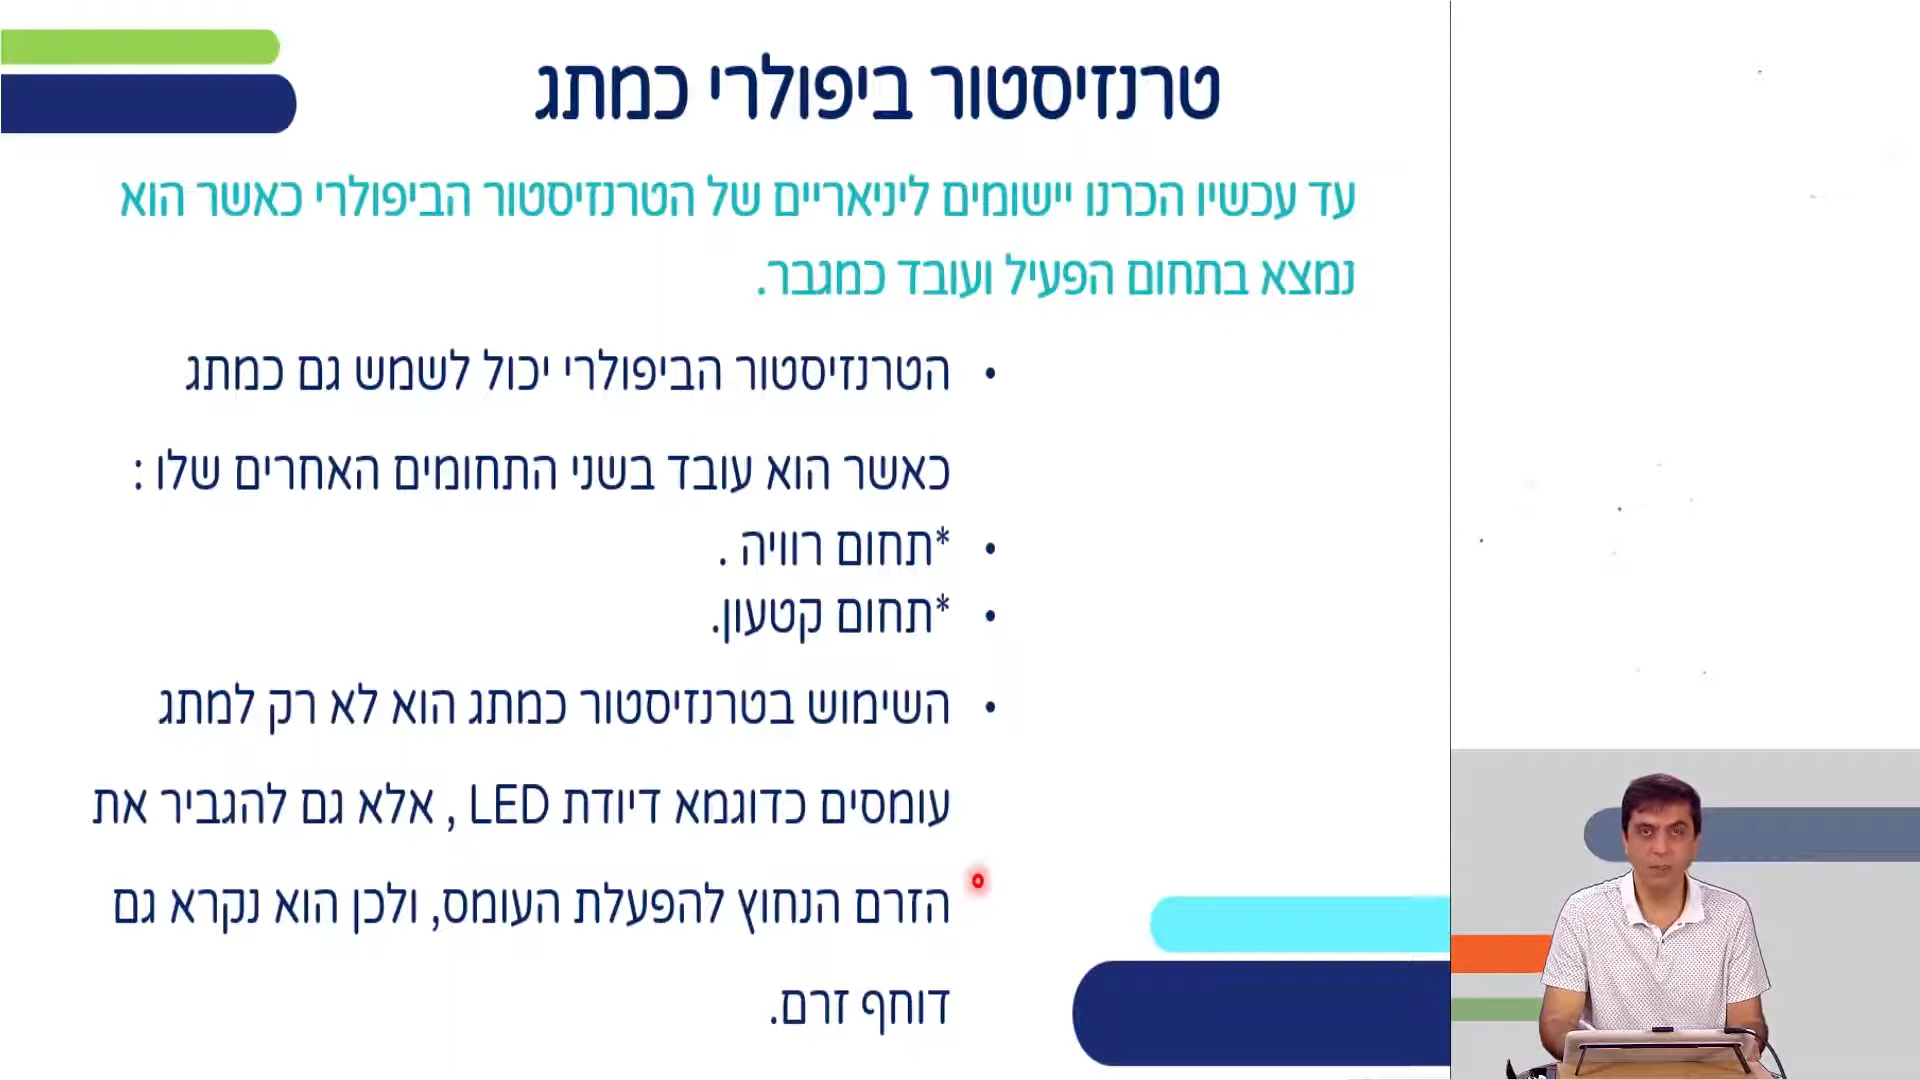 טרנזיסטור ביפולרי כמתג
עד עכשיו הכרנו יישומים ליניאריים של הטרנזיסטור הביפולרי כאשר הוא
נמצא בתחום הפעיל ועובד כמגבר.
• הטרנזיסטור הביפולרי יכול לשמש גם כמתג
כאשר הוא עובד בשני התחומים האחרים שלו :
• *תחום רוויה .
• *תחום קטעון.
• השימוש בטרנזיסטור כמתג הוא לא רק למתג
עומסים כדוגמא דיודת LED , אלא גם להגביר את
הזרם הנחוץ להפעלת העומס, ולכן הוא נקרא גם
דוחף זרם.